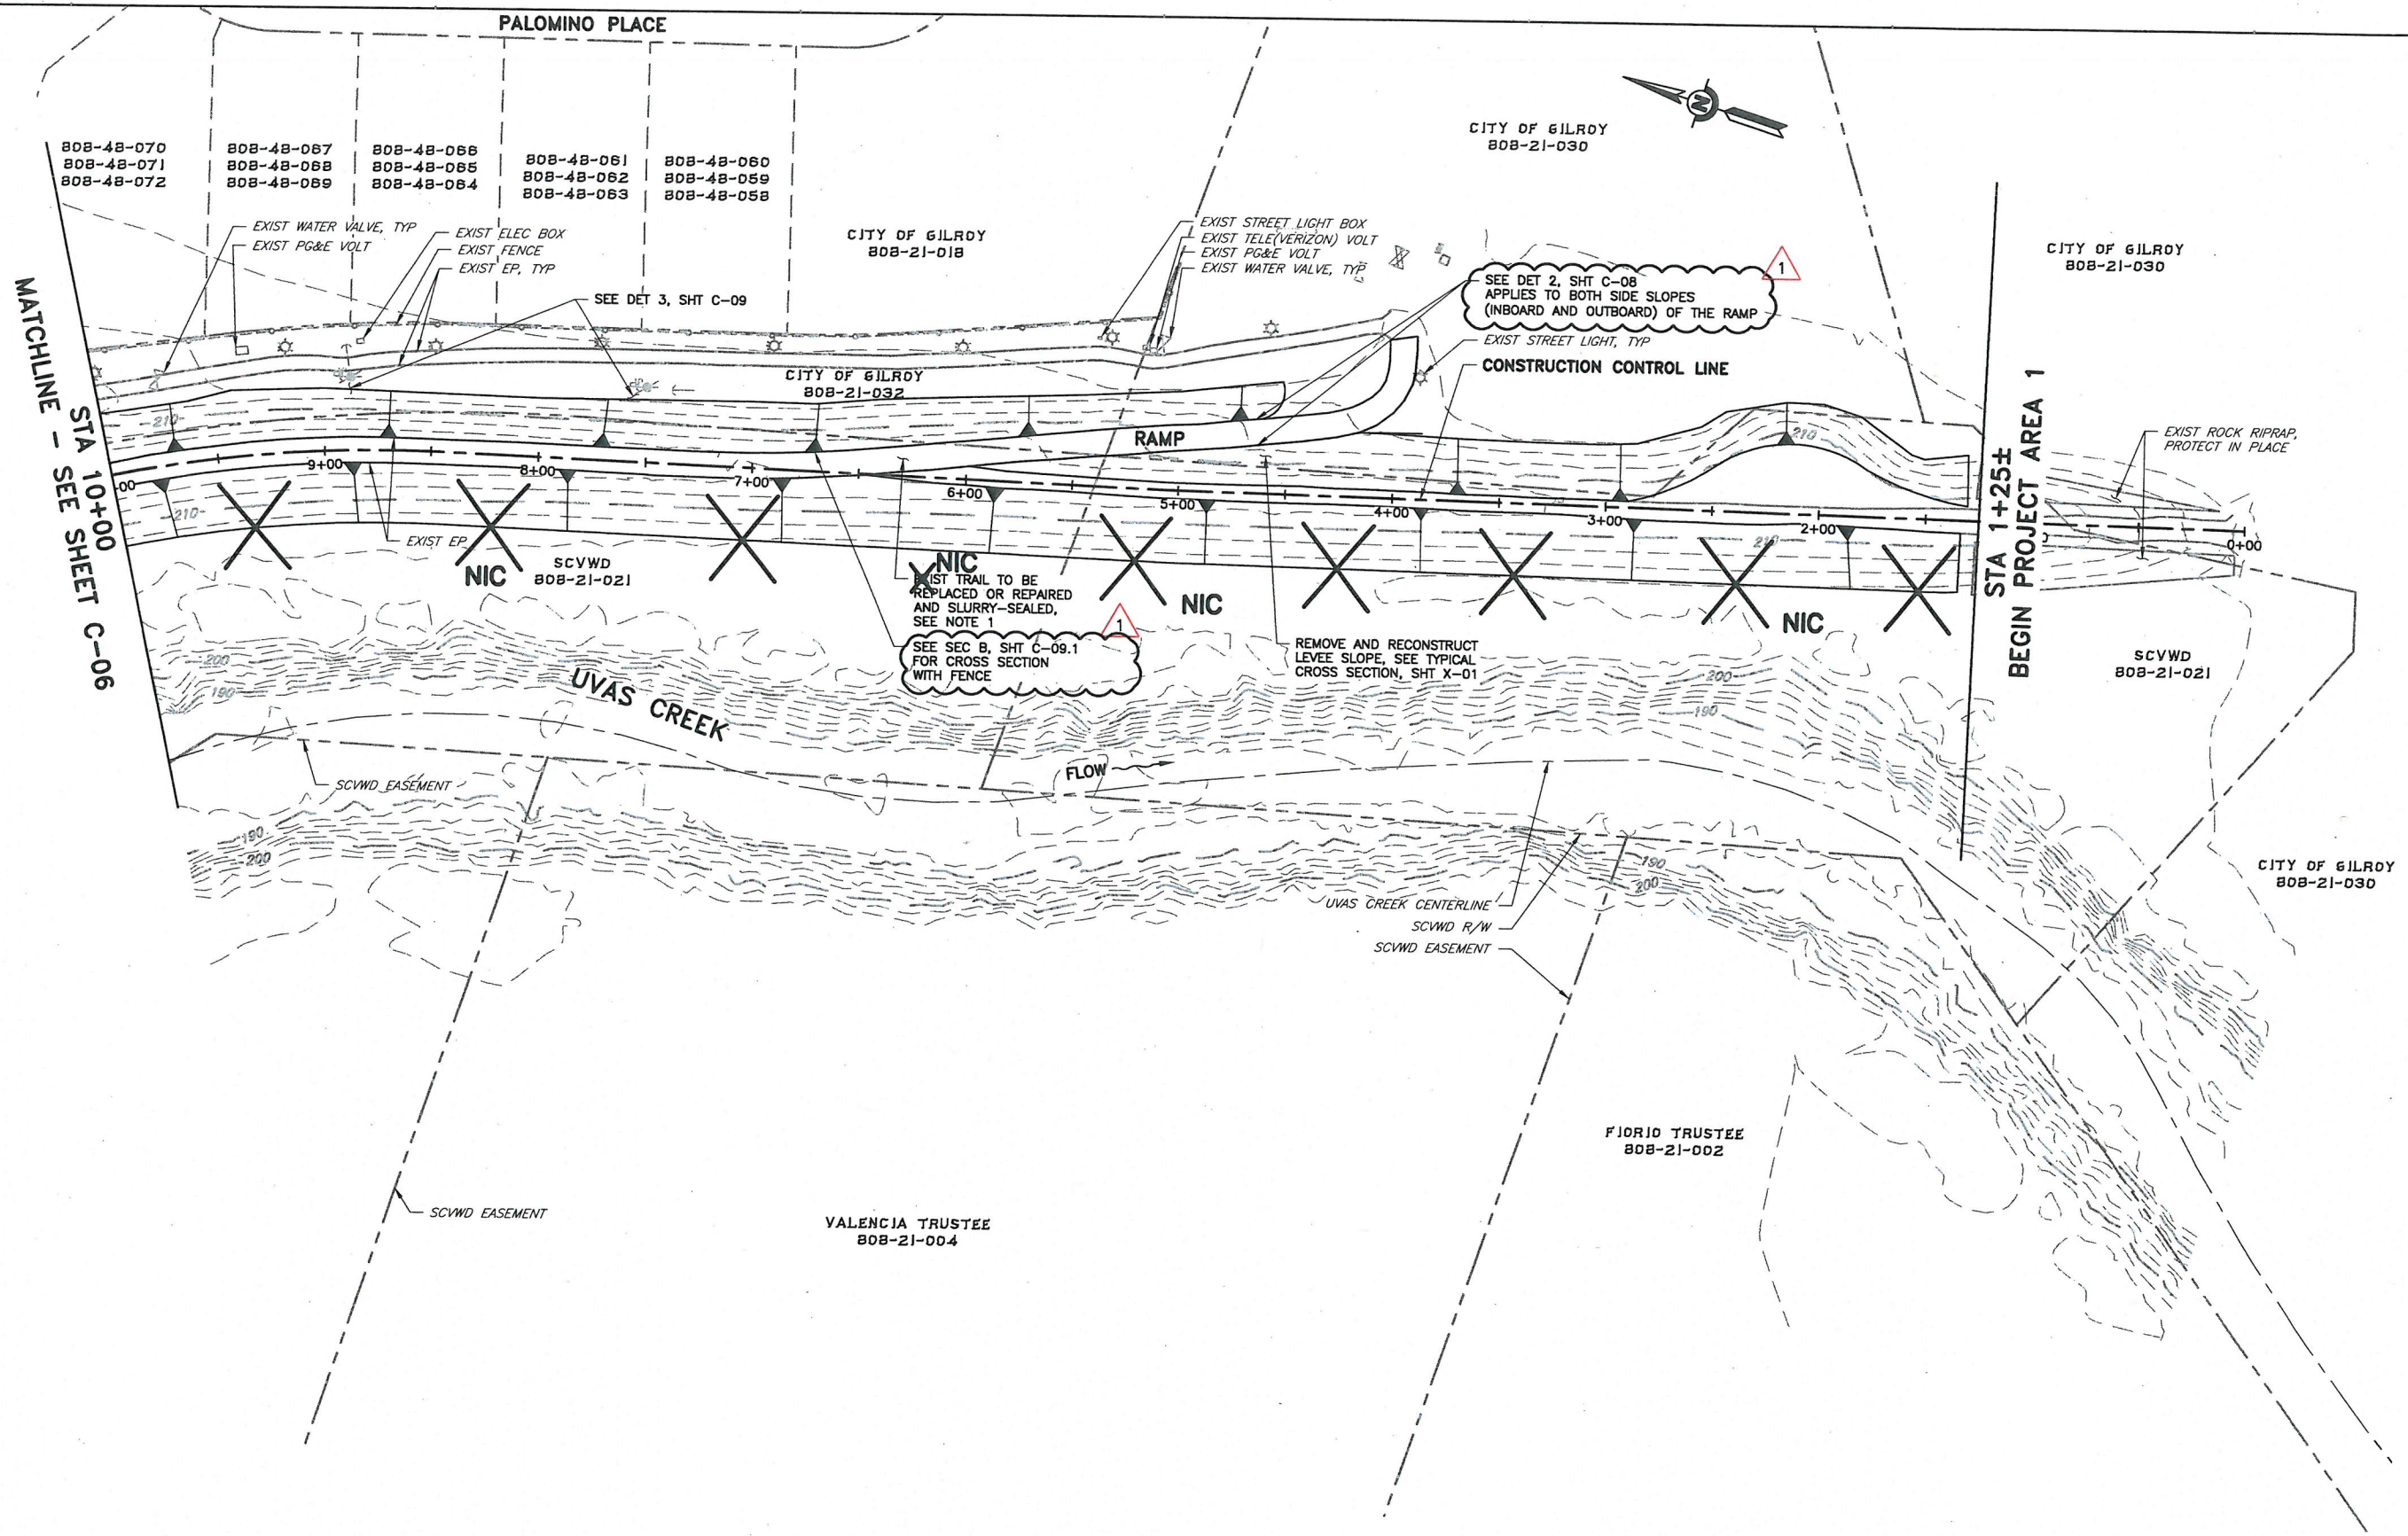 PALOMINO PLACE
808-48-070
808-48-071
808-48-072
808-48-067
808-48-068
808-48-069
808-48-066
808-48-065
808-48-064
808-48-061
808-48-062
808-48-063
808-48-060
808-48-059
808-48-058
CITY OF GILROY
808-21-018
CITY OF GILROY
808-21-030
N
CITY OF GILROY
808-21-030
EXIST WATER VALVE, TYP
EXIST PG&E VOLT
EXIST ELEC BOX
EXIST FENCE
EXIST EP, TYP
SEE DET 3, SHT C-09
EXIST STREET LIGHT BOX
EXIST TELE(VERIZON) VOLT
EXIST PG&E VOLT
EXIST WATER VALVE, TYP
1
SEE DET 2, SHT C-08
APPLIES TO BOTH SIDE SLOPES
(INBOARD AND OUTBOARD) OF THE RAMP
EXIST STREET LIGHT, TYP
CONSTRUCTION CONTROL LINE
CITY OF GILROY
808-21-032
RAMP
STA 10+00
MATCHLINE - SEE SHEET C-06
210
210
00
9+00
8+00
7+00
6+00
5+00
4+00
3+00
2+00
0+00
210
210
STA 1+25±
BEGIN PROJECT AREA 1
EXIST ROCK RIPRAP,
PROTECT IN PLACE
EXIST EP
NIC
SCVWD
808-21-021
NIC
EXIST TRAIL TO BE
REPLACED OR REPAIRED
AND SLURRY-SEALED,
SEE NOTE 1
1
SEE SEC B, SHT C-09.1
FOR CROSS SECTION
WITH FENCE
NIC
NIC
REMOVE AND RECONSTRUCT
LEVEE SLOPE, SEE TYPICAL
CROSS SECTION, SHT X-01
SCVWD
808-21-021
200
190
UVAS CREEK
200
190
FLOW
SCVWD EASEMENT
190
200
190
200
UVAS CREEK CENTERLINE
SCVWD R/W
SCVWD EASEMENT
CITY OF GILROY
808-21-030
FIORIO TRUSTEE
808-21-002
SCVWD EASEMENT
VALENCIA TRUSTEE
808-21-004